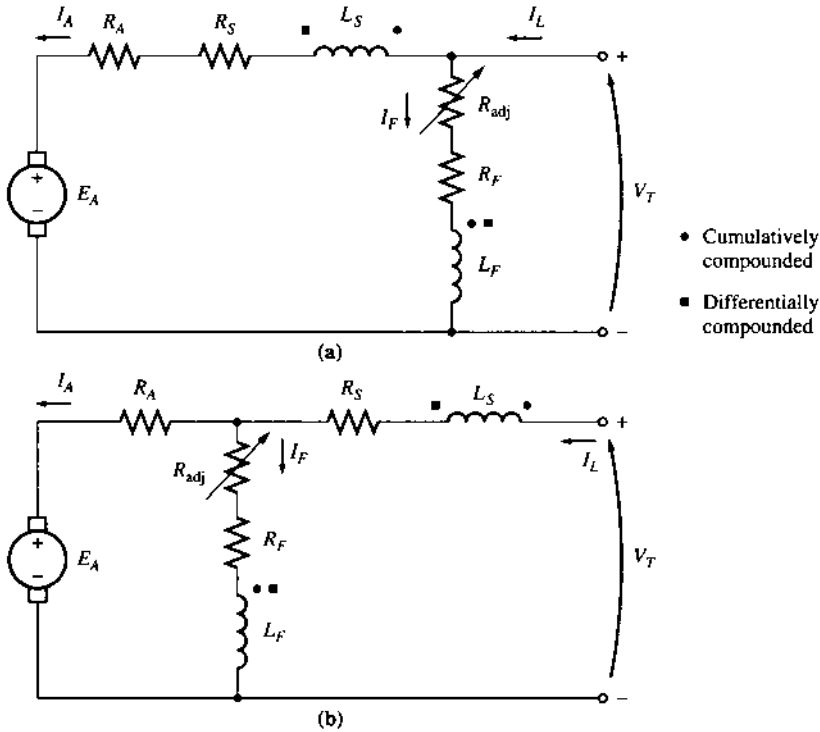 I_A R_A R_S L_S I_L
+
I_F R_adj
R_F
+
− E_A
V_T
L_F
• Cumulatively
compounded
■ Differentially
compounded
−
(a)
I_A R_A R_S L_S
+
R_adj I_F I_L
R_F
+
− E_A
V_T
L_F
−
(b)